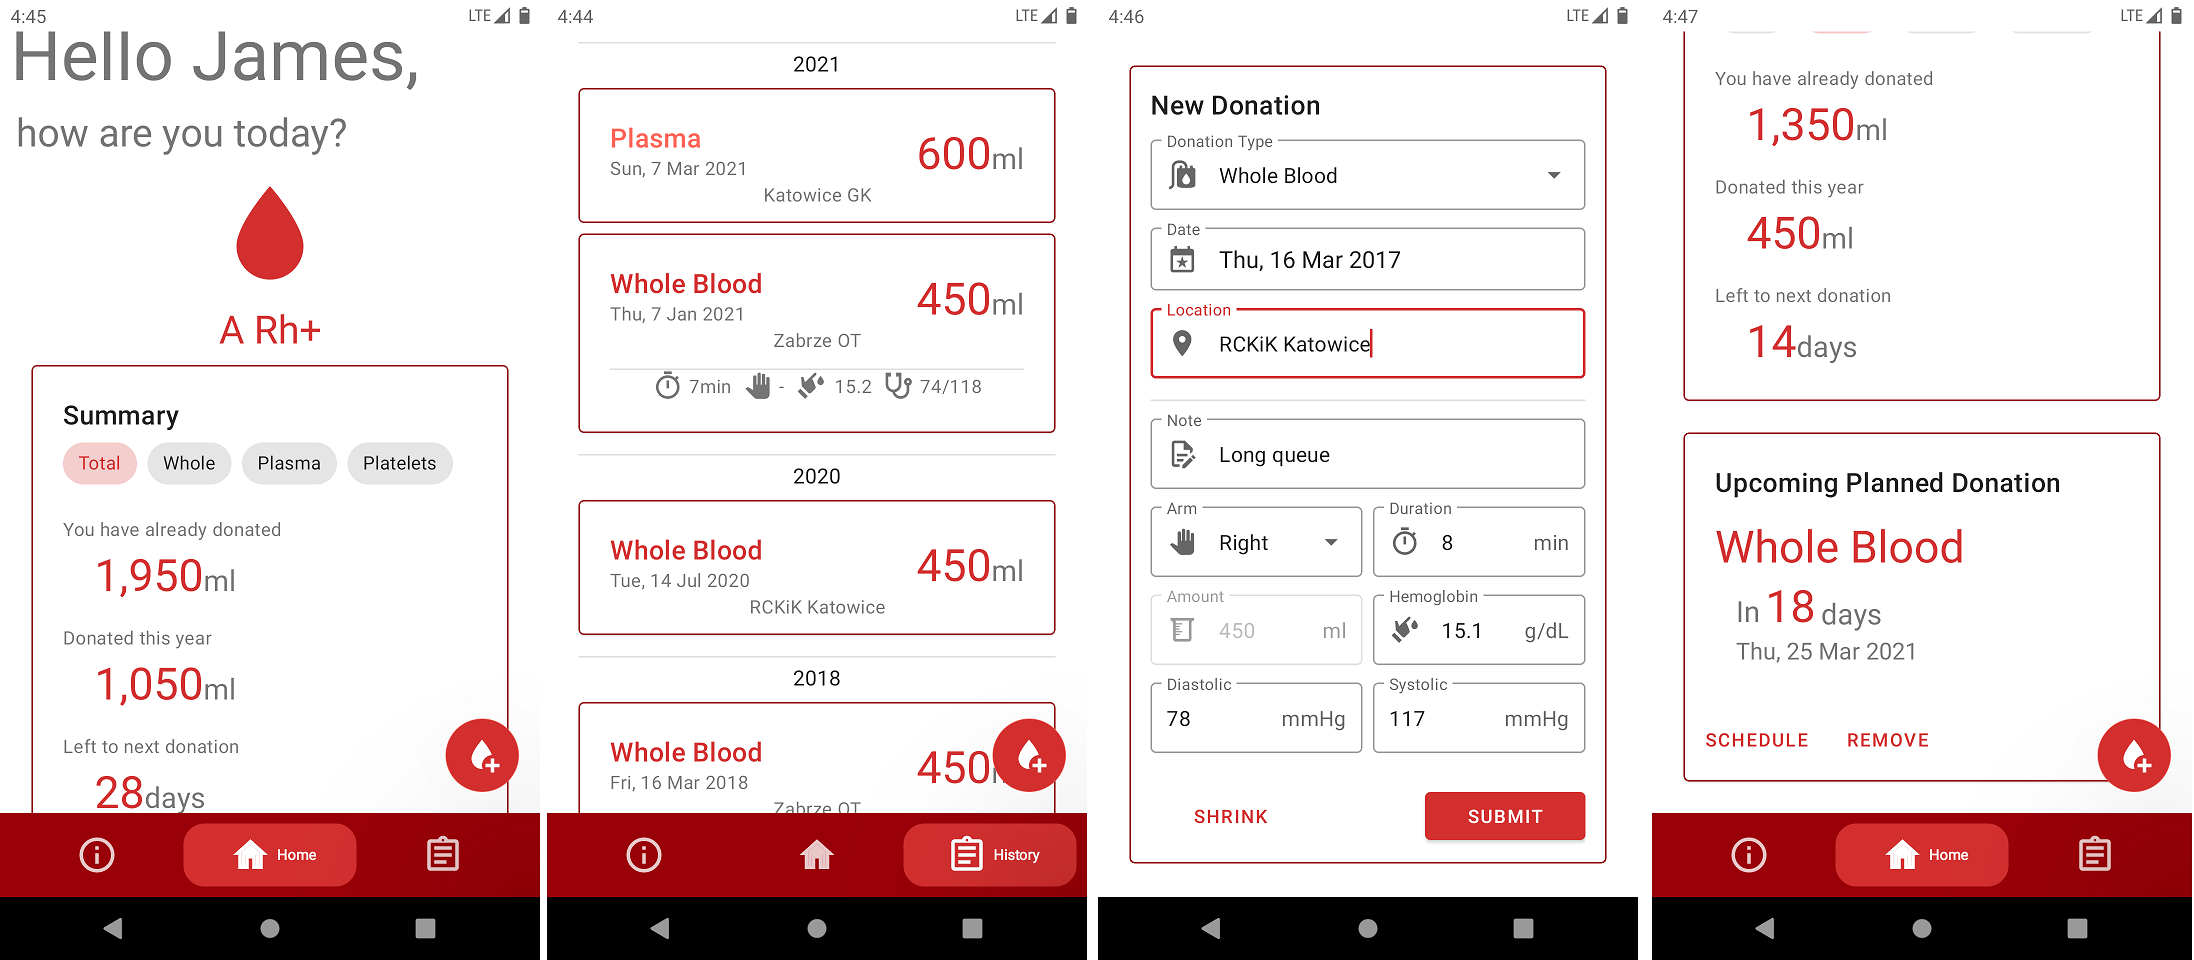 4:45
LTE
Hello James,
how are you today?
A Rh+
Summary
Total Whole Plasma Platelets
You have already donated
1,950ml
Donated this year
1,050ml
Left to next donation
28days
Home
4:44
LTE
2021
Plasma
600ml
Sun, 7 Mar 2021
Katowice GK
Whole Blood
450ml
Thu, 7 Jan 2021
Zabrze OT
7min - 15.2 74/118
2020
Whole Blood
450ml
Tue, 14 Jul 2020
RCKiK Katowice
2018
Whole Blood
450
Fri, 16 Mar 2018
Zabrze OT
History
4:46
LTE
New Donation
Donation Type
Whole Blood
Date
Thu, 16 Mar 2017
Location
RCKiK Katowice
Note
Long queue
Arm
Right
Duration
8 min
Amount
450 ml
Hemoglobin
15.1 g/dL
Diastolic
78 mmHg
Systolic
117 mmHg
SHRINK SUBMIT
4:47
LTE
You have already donated
1,350ml
Donated this year
450ml
Left to next donation
14days
Upcoming Planned Donation
Whole Blood
In 18 days
Thu, 25 Mar 2021
SCHEDULE REMOVE
Home